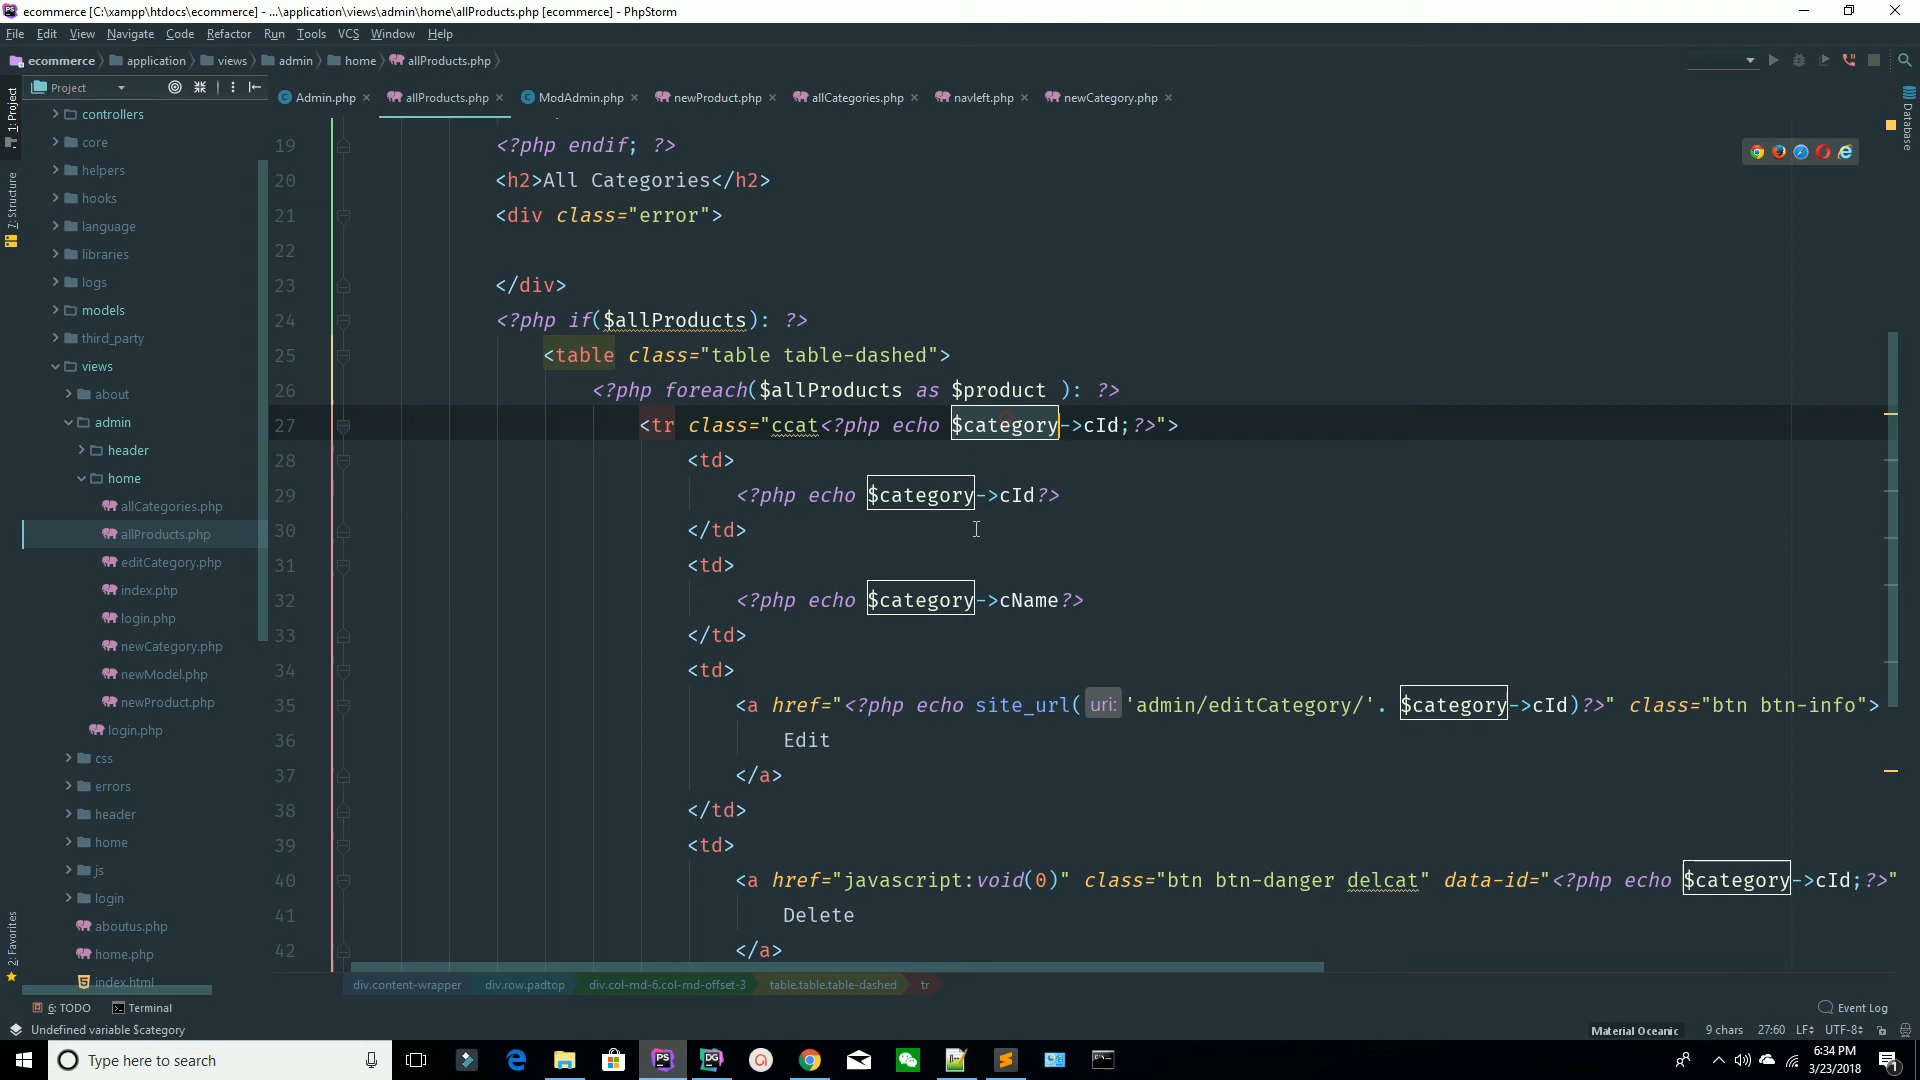 ecommerce [C:\xampp\htdocs\ecommerce] - ...\application\views\admin\home\allProducts.php [ecommerce] - PhpStorm
File Edit View Navigate Code Refactor Run Tools VCS Window Help
ecommerce application views admin home allProducts.php
Project
Admin.php allProducts.php ModAdmin.php newProduct.php allCategories.php navleft.php newCategory.php
1: Project
7: Structure
2: Favorites
Database
controllers
core
helpers
hooks
language
libraries
logs
models
third_party
views
about
admin
header
home
allCategories.php
allProducts.php
editCategory.php
index.php
login.php
newCategory.php
newModel.php
newProduct.php
login.php
css
errors
header
home
js
login
aboutus.php
home.php
index.html
19 <?php endif; ?>
20 <h2>All Categories</h2>
21 <div class="error">
22
23 </div>
24 <?php if($allProducts): ?>
25 <table class="table table-dashed">
26 <?php foreach($allProducts as $product ): ?>
27 <tr class="ccat<?php echo $category->cId;?>">
28 <td>
29 <?php echo $category->cId?>
30 </td>
31 <td>
32 <?php echo $category->cName?>
33 </td>
34 <td>
35 <a href="<?php echo site_url( uri: 'admin/editCategory/'. $category->cId)?>" class="btn btn-info">
36 Edit
37 </a>
38 </td>
39 <td>
40 <a href="javascript:void(0)" class="btn btn-danger delcat" data-id="<?php echo $category->cId;?>"
41 Delete
42 </a>
div.content-wrapper div.row.padtop div.col-md-6.col-md-offset-3 table.table.table-dashed tr
6: TODO Terminal Event Log
Undefined variable $category Material Oceanic 9 chars 27:60 LF÷ UTF-8÷
Type here to search
6:34 PM
3/23/2018
1